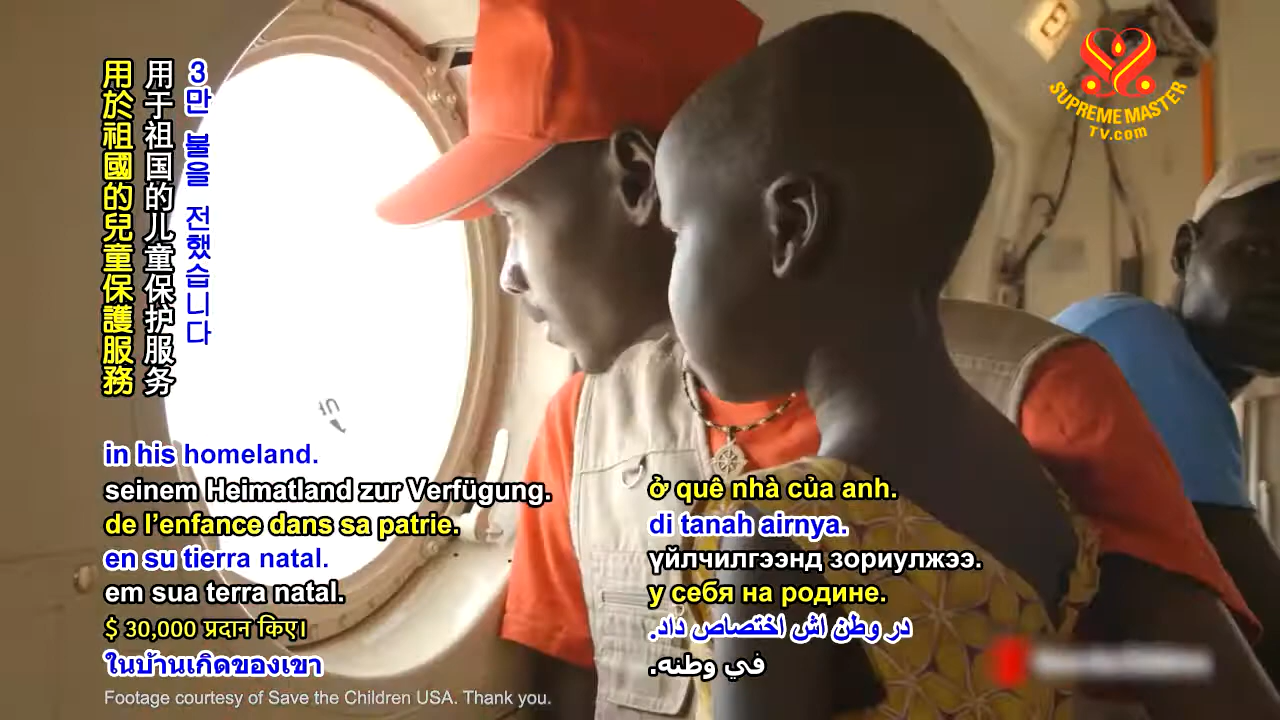 用於祖國的兒童保護服務
用于祖国的儿童保护服务
3만 불을 전했습니다
in his homeland.
seinem Heimatland zur Verfügung.
de l’enfance dans sa patrie.
en su tierra natal.
em sua terra natal.
$ 30,000 प्रदान किए।
ในบ้านเกิดของเขา
Footage courtesy of Save the Children USA. Thank you.
ở quê nhà của anh.
di tanah airnya.
үйлчилгээнд зориулжээ.
у себя на родине.
در وطن اش اختصاص داد.
في وطنه.
SUPREME MASTER
TV.com
E